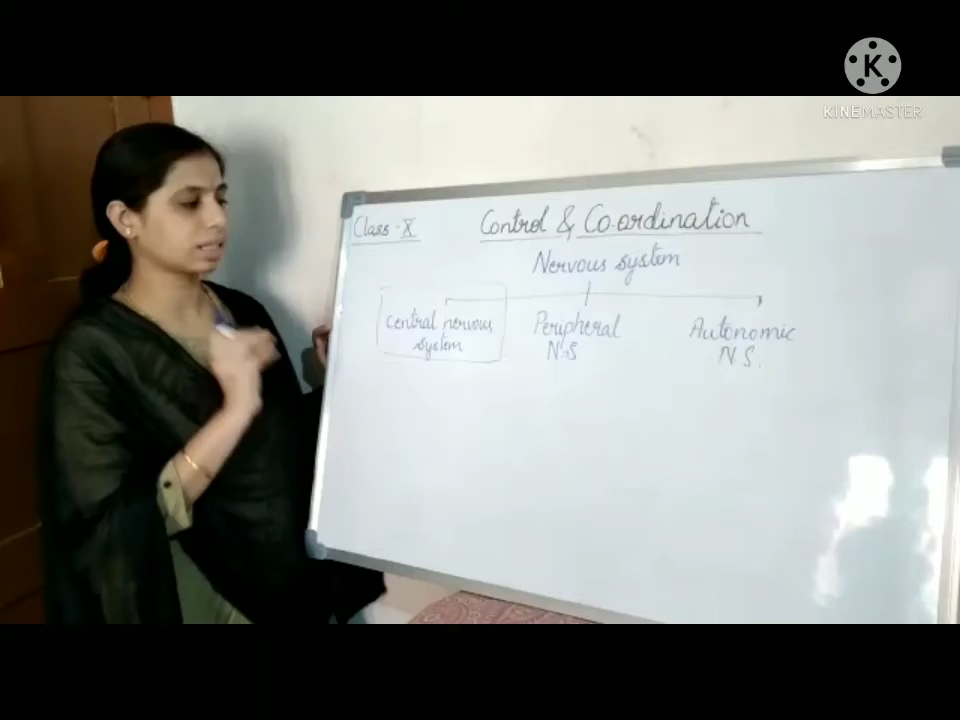 K
KINEMASTER
Class - X
Control & Co-ordination
Nervous system
Central nervous
system
Peripheral
N.S
Autonomic
N.S.